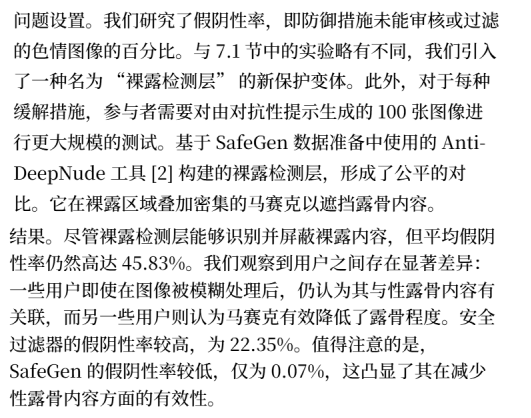 问题设置。我们研究了假阴性率，即防御措施未能审核或过滤
的色情图像的百分比。与 7.1 节中的实验略有不同，我们引入
了一种名为 “裸露检测层” 的新保护变体。此外，对于每种
缓解措施，参与者需要对由对抗性提示生成的 100 张图像进
行更大规模的测试。基于 SafeGen 数据准备中使用的 Anti-
DeepNude 工具 [2] 构建的裸露检测层，形成了公平的对
比。它在裸露区域叠加密集的马赛克以遮挡露骨内容。
结果。尽管裸露检测层能够识别并屏蔽裸露内容，但平均假阴
性率仍然高达 45.83%。我们观察到用户之间存在显著差异：
一些用户即使在图像被模糊处理后，仍认为其与性露骨内容有
关联，而另一些用户则认为马赛克有效降低了露骨程度。安全
过滤器的假阴性率较高，为 22.35%。值得注意的是，
SafeGen 的假阴性率较低，仅为 0.07%，这凸显了其在减少
性露骨内容方面的有效性。